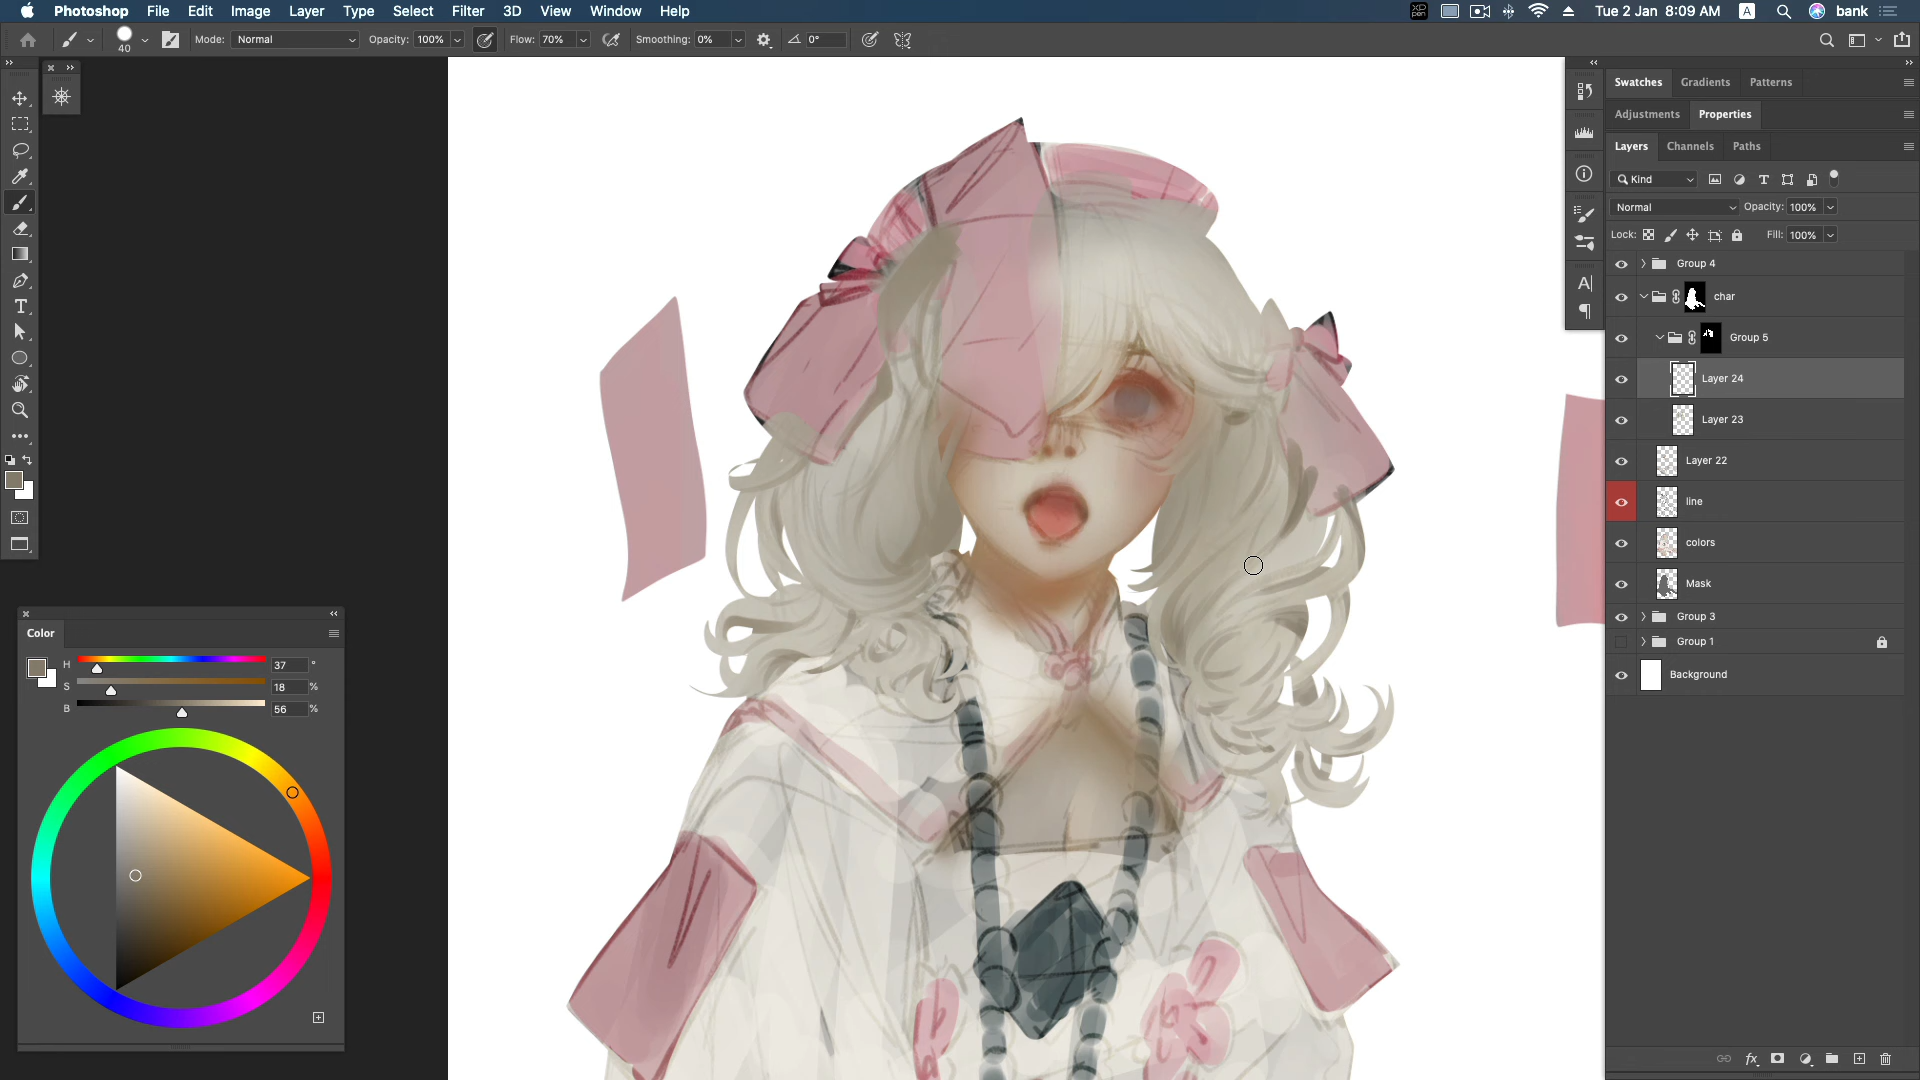 Photoshop File Edit Image Layer Type Select Filter 3D View Window Help
XP PEN
Tue 2 Jan 8:09 AM A bank
40
Mode: Normal Opacity: 100% Flow: 70% Smoothing: 0% 0°
Swatches Gradients Patterns
Adjustments Properties
Layers Channels Paths
Kind
Normal Opacity: 100%
Lock: Fill: 100%
Group 4
char
Group 5
Layer 24
Layer 23
Layer 22
line
colors
Mask
Group 3
Group 1
Background
Color
H 37 °
S 18 %
B 56 %